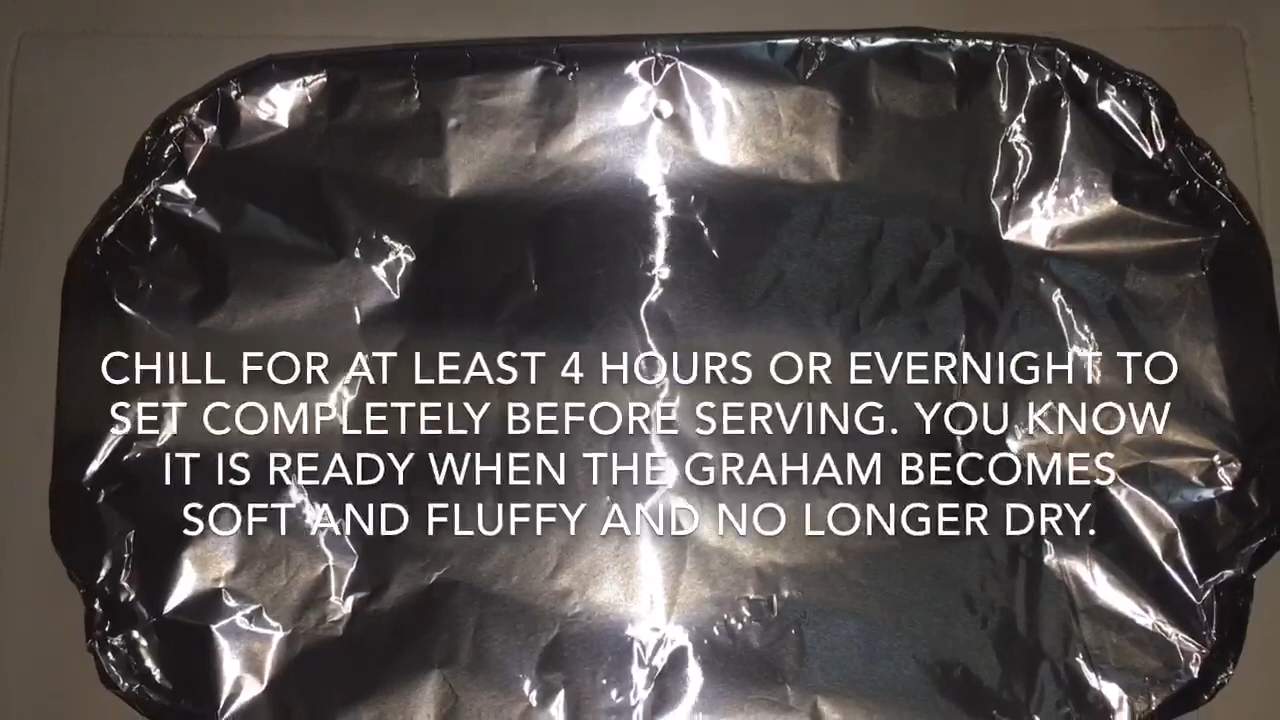 CHILL FOR AT LEAST 4 HOURS OR EVERNIGHT TO
SET COMPLETELY BEFORE SERVING. YOU KNOW
IT IS READY WHEN THE GRAHAM BECOMES
SOFT AND FLUFFY AND NO LONGER DRY.